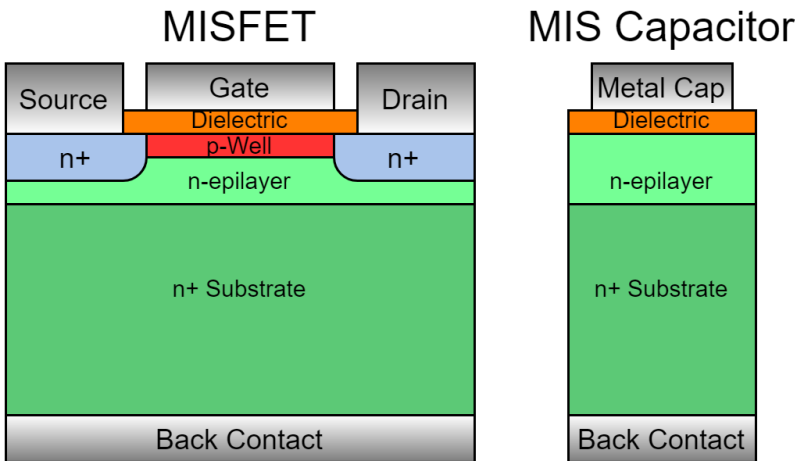 MISFET
MIS Capacitor
Source
Gate
Drain
Dielectric
n+
p-Well
n+
n-epilayer
n+ Substrate
Back Contact
Metal Cap
Dielectric
n-epilayer
n+ Substrate
Back Contact